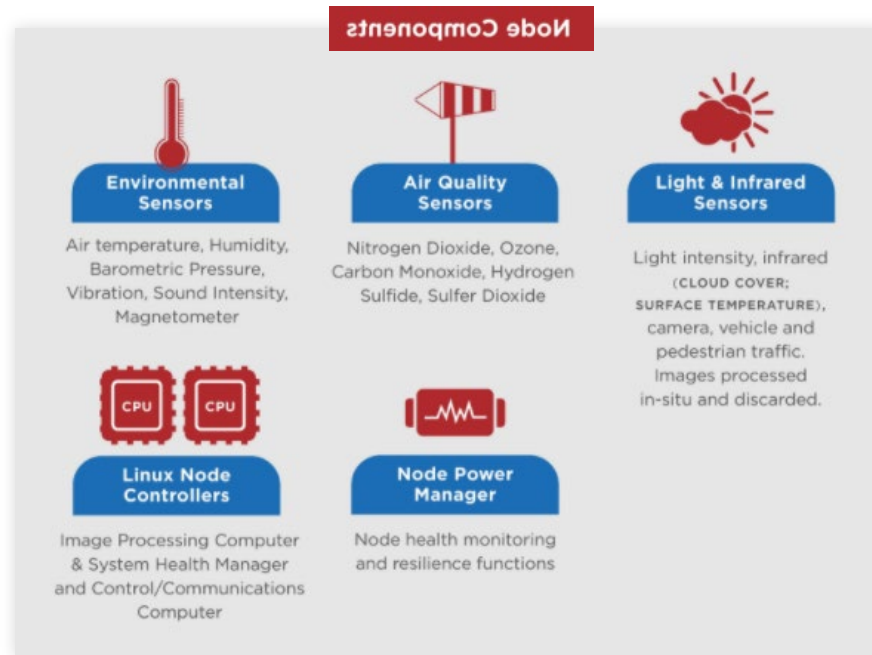 Node Components
Environmental
Sensors
Air temperature, Humidity,
Barometric Pressure,
Vibration, Sound Intensity,
Magnetometer
Air Quality
Sensors
Nitrogen Dioxide, Ozone,
Carbon Monoxide, Hydrogen
Sulfide, Sulfer Dioxide
Light & Infrared
Sensors
Light intensity, infrared
(CLOUD COVER;
SURFACE TEMPERATURE),
camera, vehicle and
pedestrian traffic.
Images processed
in-situ and discarded.
CPU CPU
Linux Node
Controllers
Image Processing Computer
& System Health Manager
and Control/Communications
Computer
Node Power
Manager
Node health monitoring
and resilience functions